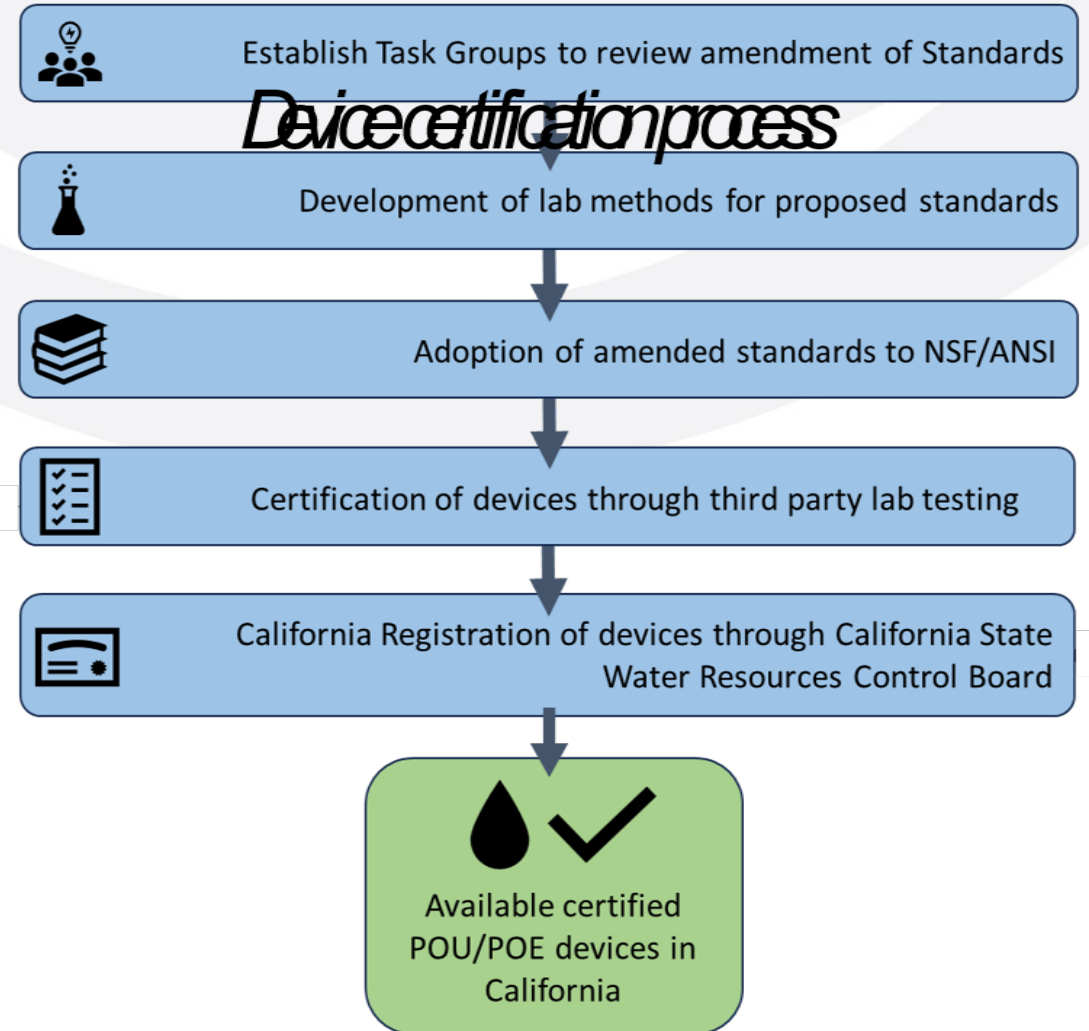 Establish Task Groups to review amendment of Standards
Device certification process
Development of lab methods for proposed standards
Adoption of amended standards to NSF/ANSI
Certification of devices through third party lab testing
California Registration of devices through California State
Water Resources Control Board
Available certified
POU/POE devices in
California